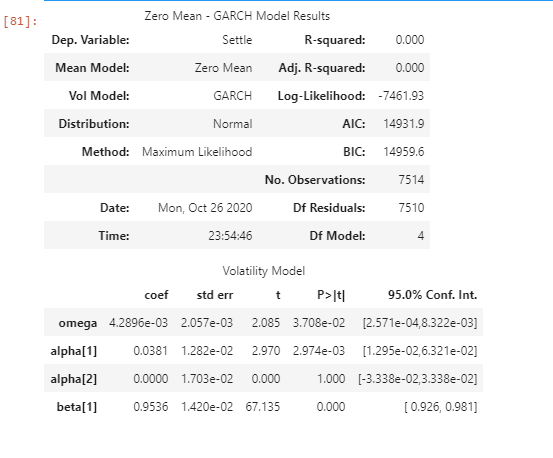 [81]:
Zero Mean - GARCH Model Results
Dep. Variable: Settle R-squared: 0.000
Mean Model: Zero Mean Adj. R-squared: 0.000
Vol Model: GARCH Log-Likelihood: -7461.93
Distribution: Normal AIC: 14931.9
Method: Maximum Likelihood BIC: 14959.6
No. Observations: 7514
Date: Mon, Oct 26 2020 Df Residuals: 7510
Time: 23:54:46 Df Model: 4
Volatility Model
coef std err t P>|t| 95.0% Conf. Int.
omega 4.2896e-03 2.057e-03 2.085 3.708e-02 [2.571e-04,8.322e-03]
alpha[1] 0.0381 1.282e-02 2.970 2.974e-03 [1.295e-02,6.321e-02]
alpha[2] 0.0000 1.703e-02 0.000 1.000 [-3.338e-02,3.338e-02]
beta[1] 0.9536 1.420e-02 67.135 0.000 [ 0.926, 0.981]